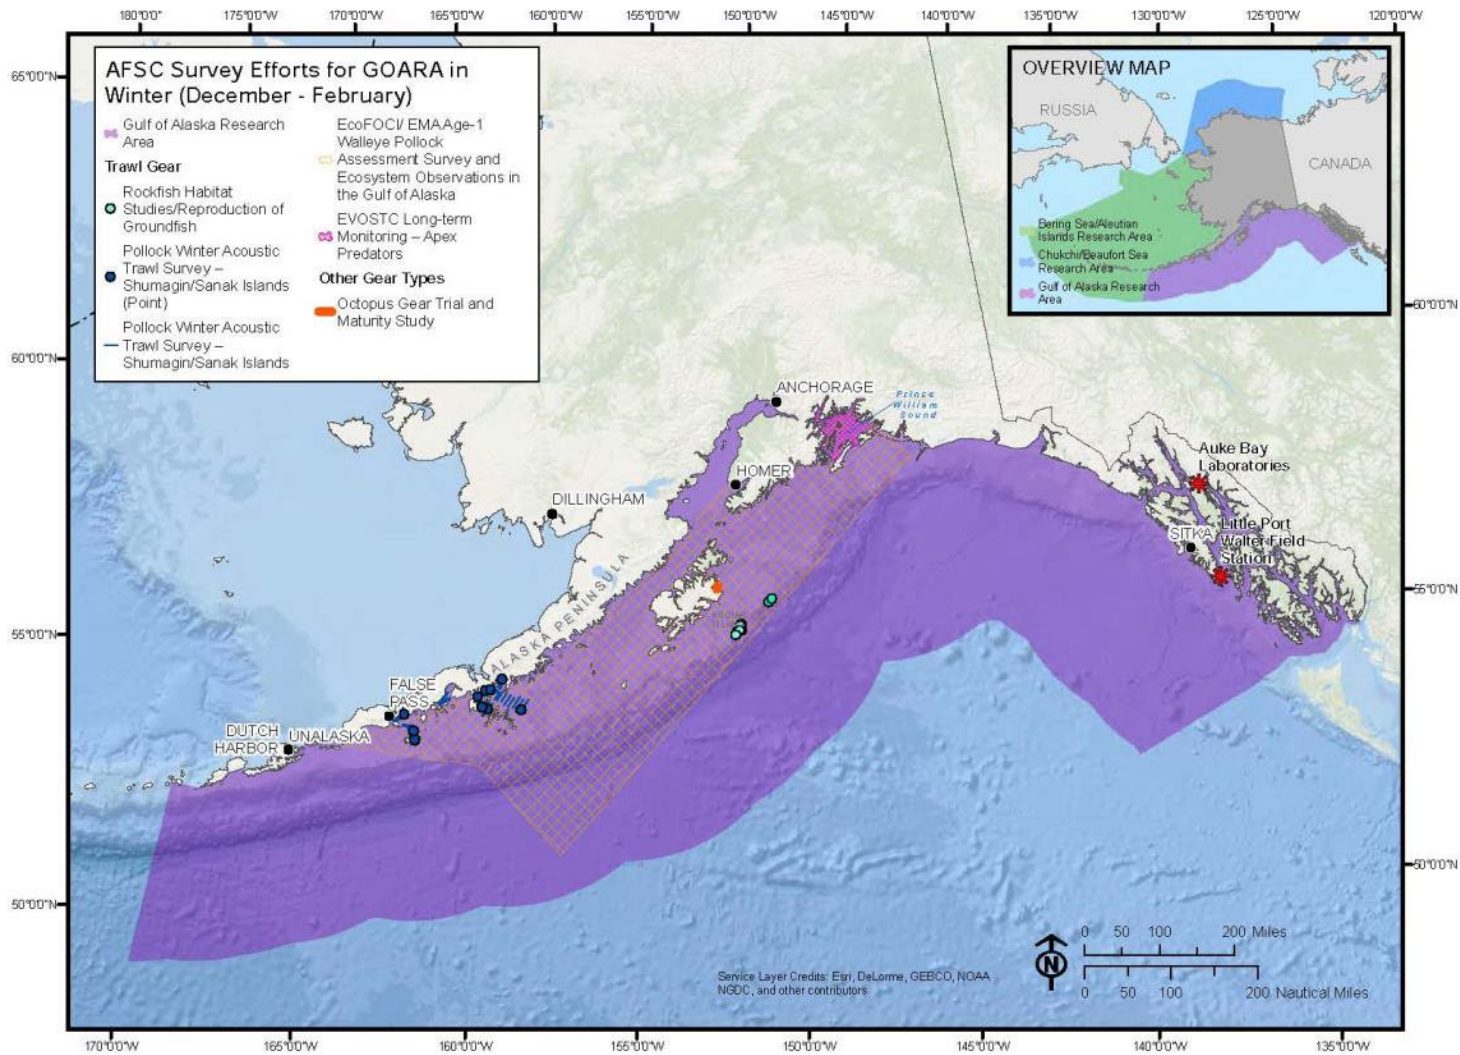 175°0'0"W
175°0'0"W
170°0'0"W
165°0'0"W
160°0'0"W
150°0'0"W
145°0'0"W
140°0'0"W
135°0'0"W
130°0'0"W
125°0'0"W
120°0'0"W
65°0'0"N
60°0'0"N
55°0'0"N
50°0'0"N
AFSC Survey Efforts for GOARA in
Winter (December - February)
Gulf of Alaska Research
Area
Trawl Gear
Rockfish Habitat
Studies/Reproduction of
Groundfish
Pollock Winter Acoustic
Trawl Survey –
Shumagin/Sanak Islands
(Point)
Pollock Winter Acoustic
Trawl Survey –
Shumagin/Sanak Islands
EcoFOCI/ EMA Age-1
Walleye Pollock
Assessment Survey and
Ecosystem Observations in
the Gulf of Alaska
EVOSTC Long-term
Monitoring – Apex
Predators
Other Gear Types
Octopus Gear Trial and
Maturity Study
OVERVIEW MAP
RUSSIA
CANADA
Bering Sea/Aleutian
Islands Research Area
Chukchi/Beaufort Sea
Research Area
Gulf of Alaska Research
Area
ANCHORAGE
Prince
William
Sound
HOMER
DILLINGHAM
ALASKA PENINSULA
FALSE
PASS
DUTCH
HARBOR
UNALASKA
Auke Bay
Laboratories
Little Port
Walter Field
Station
SITKA
60°0'0"N
55°0'0"N
50°0'0"N
N
0 50 100 200 Miles
0 50 100 200 Nautical Miles
Service Layer Credits: Esri, DeLorme, GEBCO, NOAA
NGDC, and other contributors
170°0'0"W
165°0'0"W
160°0'0"W
155°0'0"W
150°0'0"W
145°0'0"W
140°0'0"W
135°0'0"W